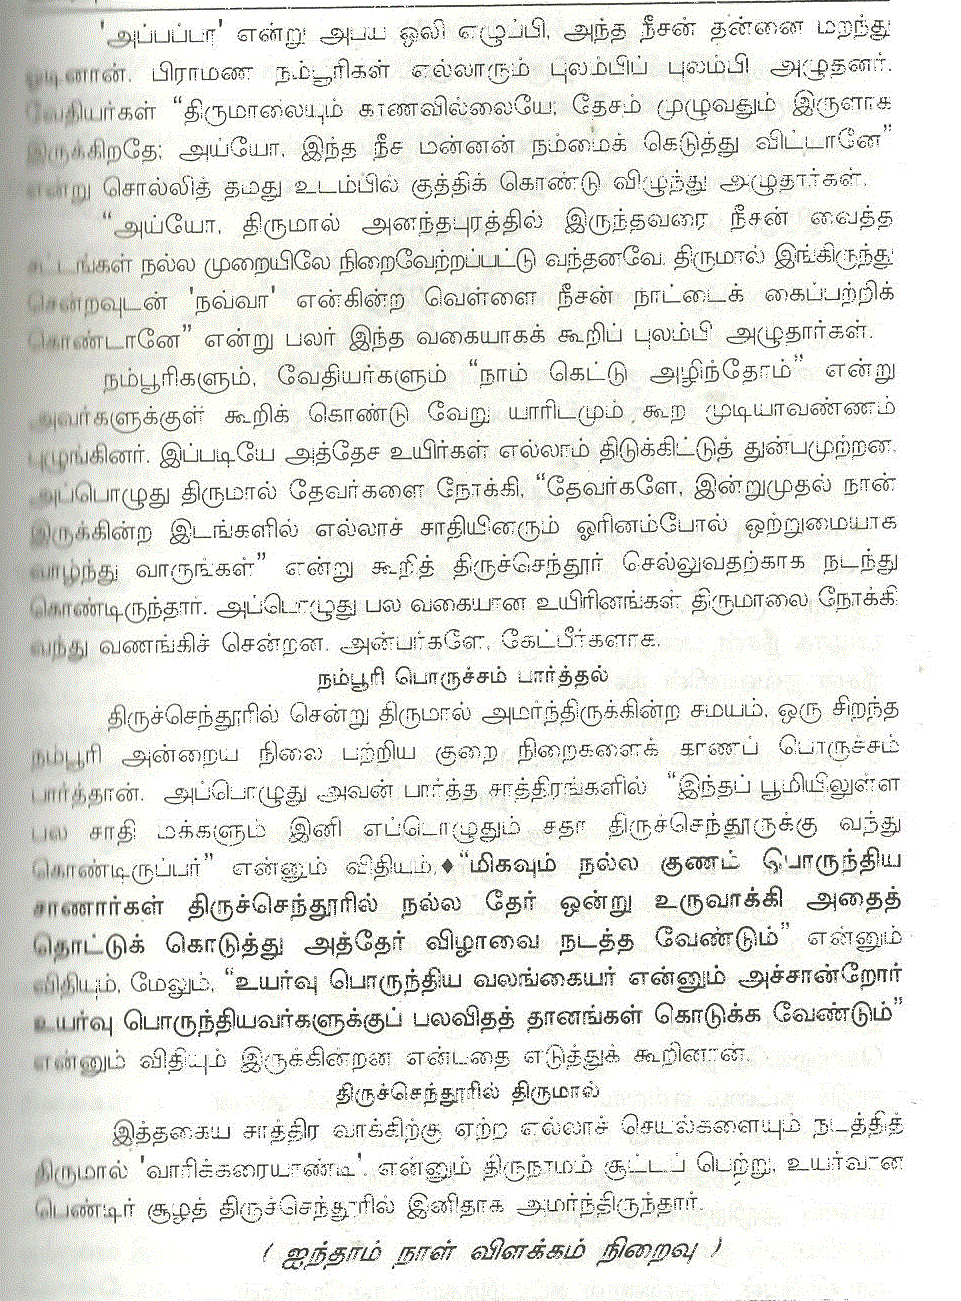 'அப்பப்பா' என்று அபய ஒலி எழுப்பி, அந்த நீசன் தன்னை மறந்து
ஓடினான். பிராமண நம்பூரிகள் எல்லாரும் புலம்பிப் புலம்பி அழுதனர்.
வேதியர்கள் “திருமாலையும் காணவில்லையே; தேசம் முழுவதும் இருளாக
இருக்கிறதே; அய்யோ, இந்த நீச மன்னன் நம்மைக் கெடுத்து விட்டானே”
என்று சொல்லித் தமது உடம்பில் குத்திக் கொண்டு விழுந்து அழுதார்கள்.
“அய்யோ, திருமால் அனந்தபுரத்தில் இருந்தவரை நீசன் வைத்த
சட்டங்கள் நல்ல முறையிலே நிறைவேற்றப்பட்டு வந்தனவே. திருமால் இங்கிருந்து
சென்றவுடன் 'நவ்வா' என்கின்ற வெள்ளை நீசன் நாட்டைக் கைப்பற்றிக்
கொண்டானே” என்று பலர் இந்த வகையாகக் கூறிப் புலம்பி அழுதார்கள்.
நம்பூரிகளும், வேதியர்களும் “நாம் கெட்டு அழிந்தோம்” என்று
அவர்களுக்குள் கூறிக் கொண்டு வேறு யாரிடமும் கூற முடியாவண்ணம்
புழுங்கினர். இப்படியே அத்தேச உயிர்கள் எல்லாம் திடுக்கிட்டுத் துன்பமுற்றன.
அப்பொழுது திருமால் தேவர்களை நோக்கி, “தேவர்களே, இன்றுமுதல் நான்
இருக்கின்ற இடங்களில் எல்லாச் சாதியினரும் ஓரினம்போல் ஒற்றுமையாக
வாழ்ந்து வாருங்கள்” என்று கூறித் திருச்செந்தூர் செல்லுவதற்காக நடந்து
கொண்டிருந்தார். அப்பொழுது பல வகையான உயிரினங்கள் திருமாலை நோக்கி
வந்து வணங்கிச் சென்றன. அன்பர்களே, கேட்பீர்களாக.
நம்பூரி பொருச்சம் பார்த்தல்
திருச்செந்தூரில் சென்று திருமால் அமர்ந்திருக்கின்ற சமயம், ஒரு சிறந்த
நம்பூரி அன்றைய நிலை பற்றிய குறை நிறைகளைக் காணப் பொருச்சம்
பார்த்தான். அப்பொழுது அவன் பார்த்த சாத்திரங்களில் “இந்தப் பூமியிலுள்ள
பல சாதி மக்களும் இனி எப்பொழுதும் சதா திருச்செந்தூருக்கு வந்து
கொண்டிருப்பர்” என்னும் விதியும்,♦“மிகவும் நல்ல குணம் பொருந்திய
சாணார்கள் திருச்செந்தூரில் நல்ல தேர் ஒன்று உருவாக்கி அதைத்
தொட்டுக் கொடுத்து அத்தேர் விழாவை நடத்த வேண்டும்” என்னும்
விதியும், மேலும், “உயர்வு பொருந்திய வலங்கையர் என்னும் அச்சான்றோர்
உயர்வு பொருந்தியவர்களுக்குப் பலவிதத் தானங்கள் கொடுக்க வேண்டும்”
என்னும் விதியும் இருக்கின்றன என்பதை எடுத்துக் கூறினான்.
திருச்செந்தூரில் திருமால்
இத்தகைய சாத்திர வாக்கிற்கு ஏற்ற எல்லாச் செயல்களையும் நடத்தித்
திருமால் 'வாரிக்கரையாண்டி' என்னும் திருநாமம் சூட்டப் பெற்று, உயர்வான
பெண்டிர் சூழத் திருச்செந்தூரில் இனிதாக அமர்ந்திருந்தார்.
( ஐந்தாம் நாள் விளக்கம் நிறைவு )